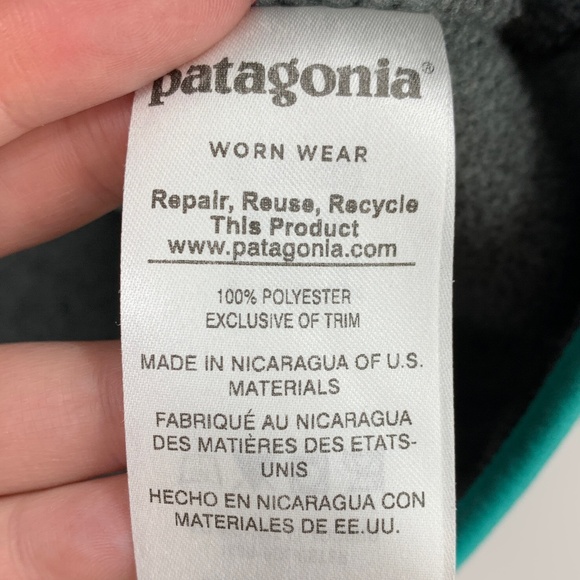 patagonia®
WORN WEAR
Repair, Reuse, Recycle
This Product
www.patagonia.com
100% POLYESTER
EXCLUSIVE OF TRIM
MADE IN NICARAGUA OF U.S.
MATERIALS
FABRIQUÉ AU NICARAGUA
DES MATIÈRES DES ETATS-
UNIS
HECHO EN NICARAGUA CON
MATERIALES DE EE.UU.